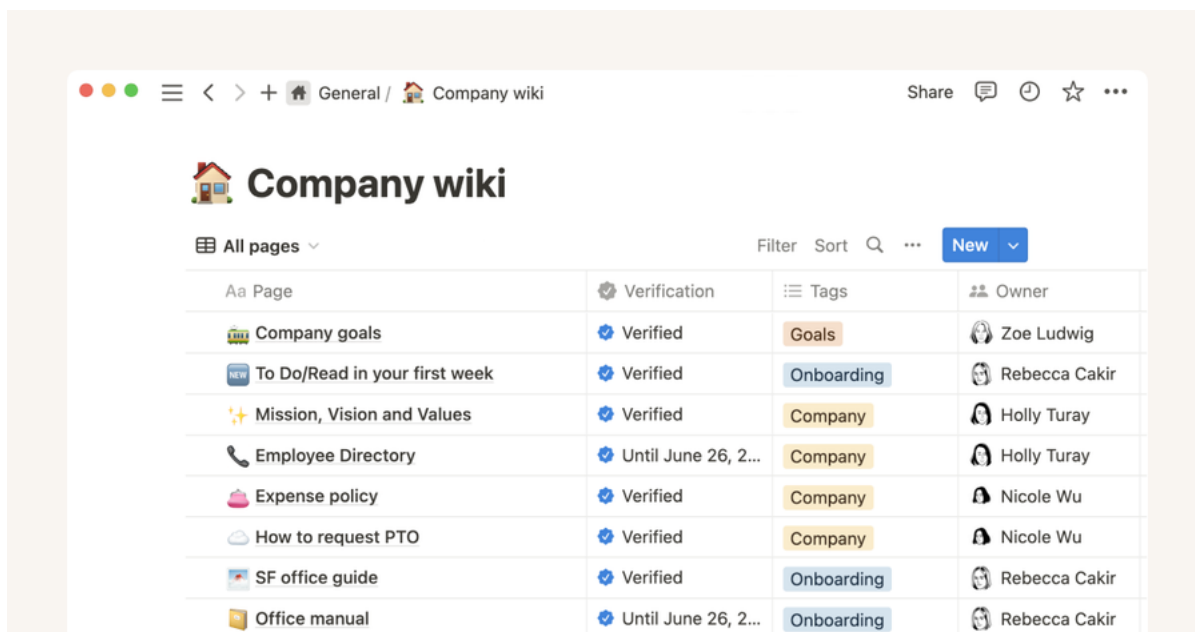 General / Company wiki Share
Company wiki
All pages Filter Sort New
Aa Page Verification Tags Owner
Company goals Verified Goals Zoe Ludwig
NEW To Do/Read in your first week Verified Onboarding Rebecca Cakir
Mission, Vision and Values Verified Company Holly Turay
Employee Directory Until June 26, 2... Company Holly Turay
Expense policy Verified Company Nicole Wu
How to request PTO Verified Company Nicole Wu
SF office guide Verified Onboarding Rebecca Cakir
Office manual Until June 26, 2... Onboarding Rebecca Cakir